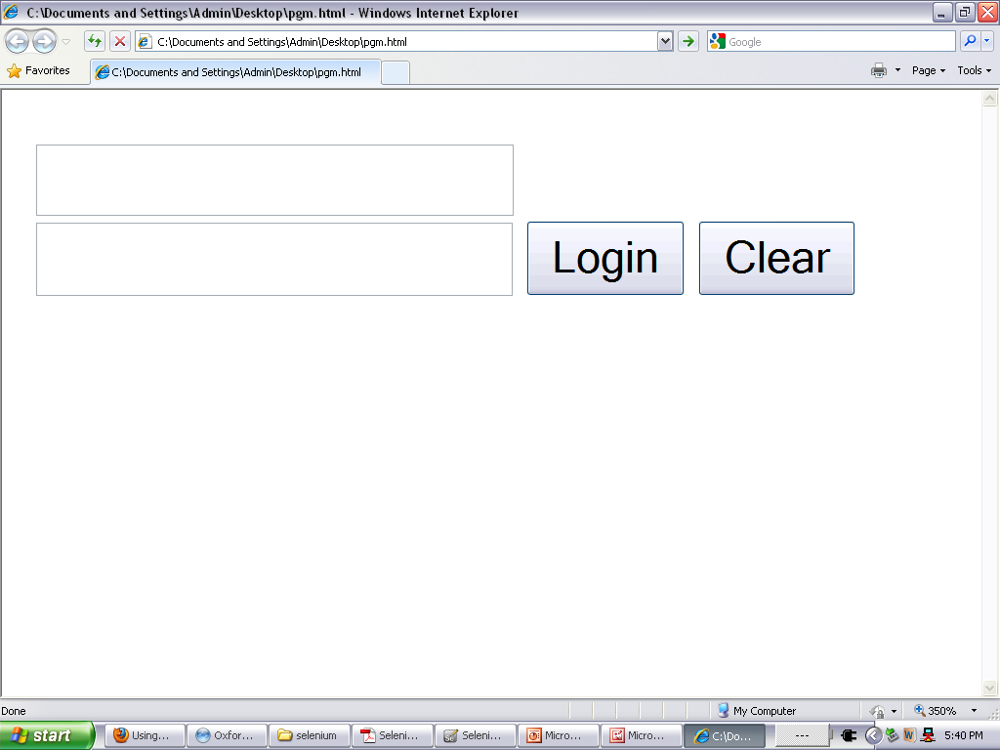 C:\Documents and Settings\Admin\Desktop\pgm.html - Windows Internet Explorer
C:\Documents and Settings\Admin\Desktop\pgm.html Google
Favorites C:\Documents and Settings\Admin\Desktop\pgm.html Page Tools
Login Clear
Done My Computer 350%
start Using... Oxfor... selenium Seleni... Seleni... Micro... Micro... C:\Do... --- 5:40 PM